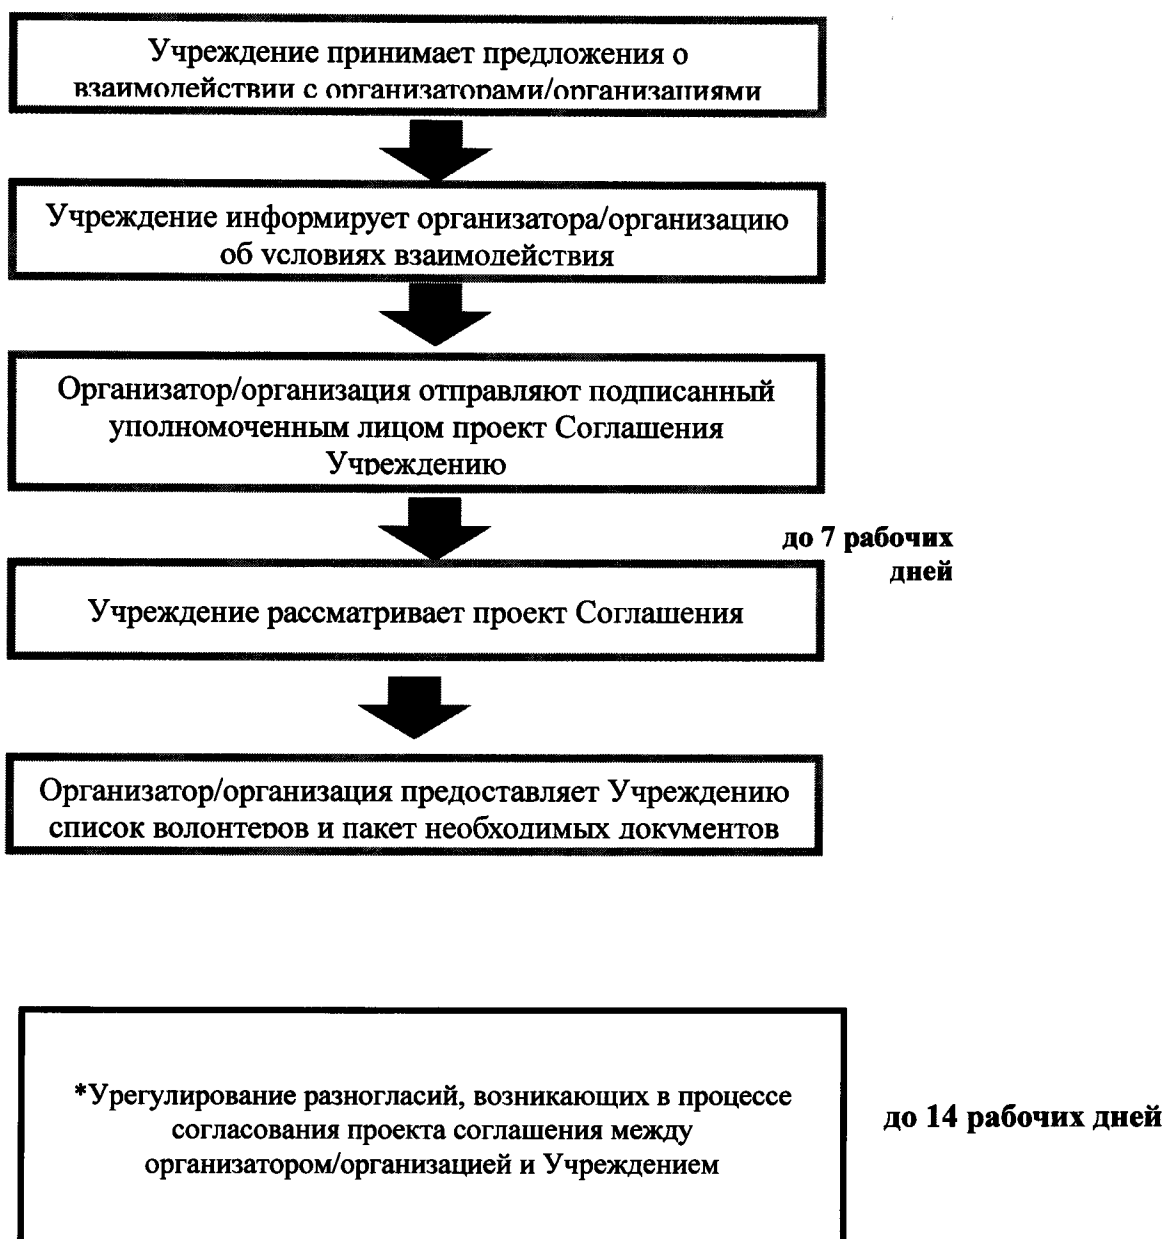 Учреждение принимает предложения о
взаимодействии с организаторами/организациями
Учреждение информирует организатора/организацию
об условиях взаимодействия
Организатор/организация отправляют подписанный
уполномоченным лицом проект Соглашения
Учреждению
до 7 рабочих
дней
Учреждение рассматривает проект Соглашения
Организатор/организация предоставляет Учреждению
список волонтеров и пакет необходимых документов
*Урегулирование разногласий, возникающих в процессе
согласования проекта соглашения между
организатором/организацией и Учреждением
до 14 рабочих дней